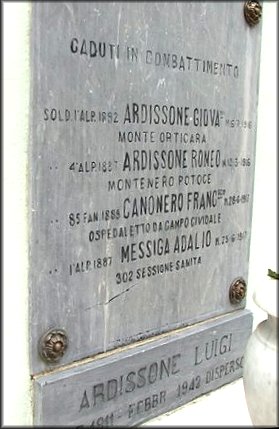 CADUTI IN COMBATTIMENTO
SOLD. 1°ALP. 1892 ARDISSONE GIOVA
MONTE ORTICARA
.. 4°ALP. 1887 ARDISSONE ROMEO
MONTENERO POTOCE
.. 85 FAN. 1888 CANONERO FRANC
OSPEDALETTO DA CAMPO CIVIDALE
.. 1°ALP. 1887 MESSIGA ADALIO
302 SESSIONE SANITA
ARDISSONE LUIGI
1911 - FEBBR 1942 DISPERSO